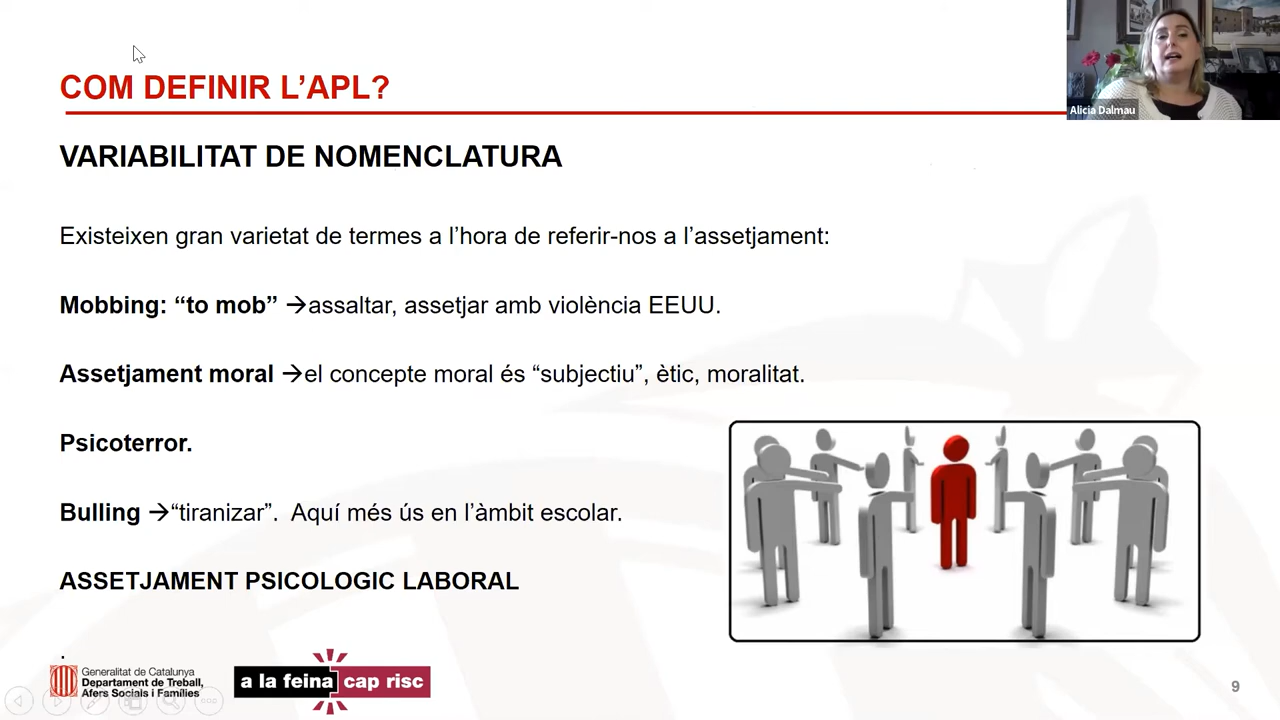 COM DEFINIR L’APL?
Alicia Dalmau
VARIABILITAT DE NOMENCLATURA
Existeixen gran varietat de termes a l’hora de referir-nos a l’assetjament:
Mobbing: “to mob” →assaltar, assetjar amb violència EEUU.
Assetjament moral →el concepte moral és “subjectiu”, ètic, moralitat.
Psicoterror.
Bulling →“tiranizar”. Aquí més ús en l’àmbit escolar.
ASSETJAMENT PSICOLOGIC LABORAL
.
Generalitat de Catalunya
Departament de Treball,
Afers Socials i Famílies
a la feina cap risc
9